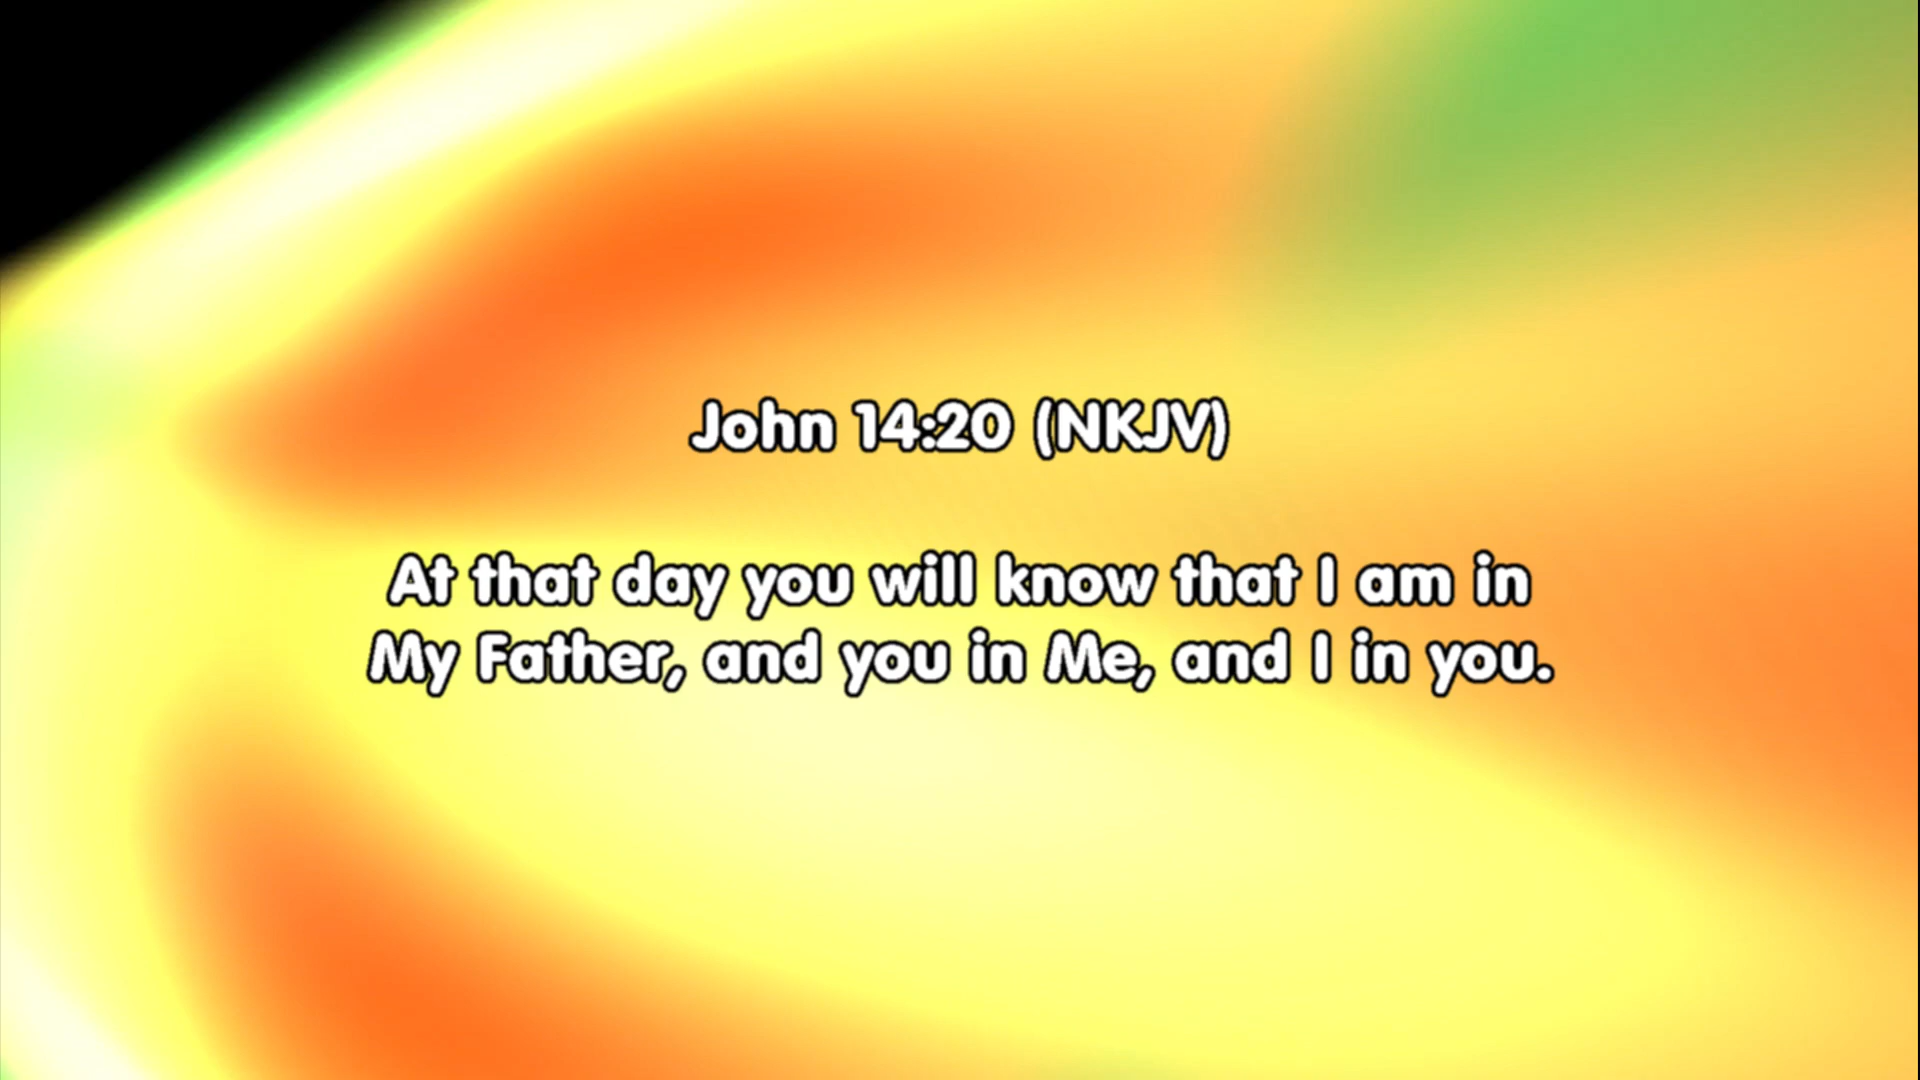 John 14:20 (NKJV)
At that day you will know that I am in
My Father, and you in Me, and I in you.